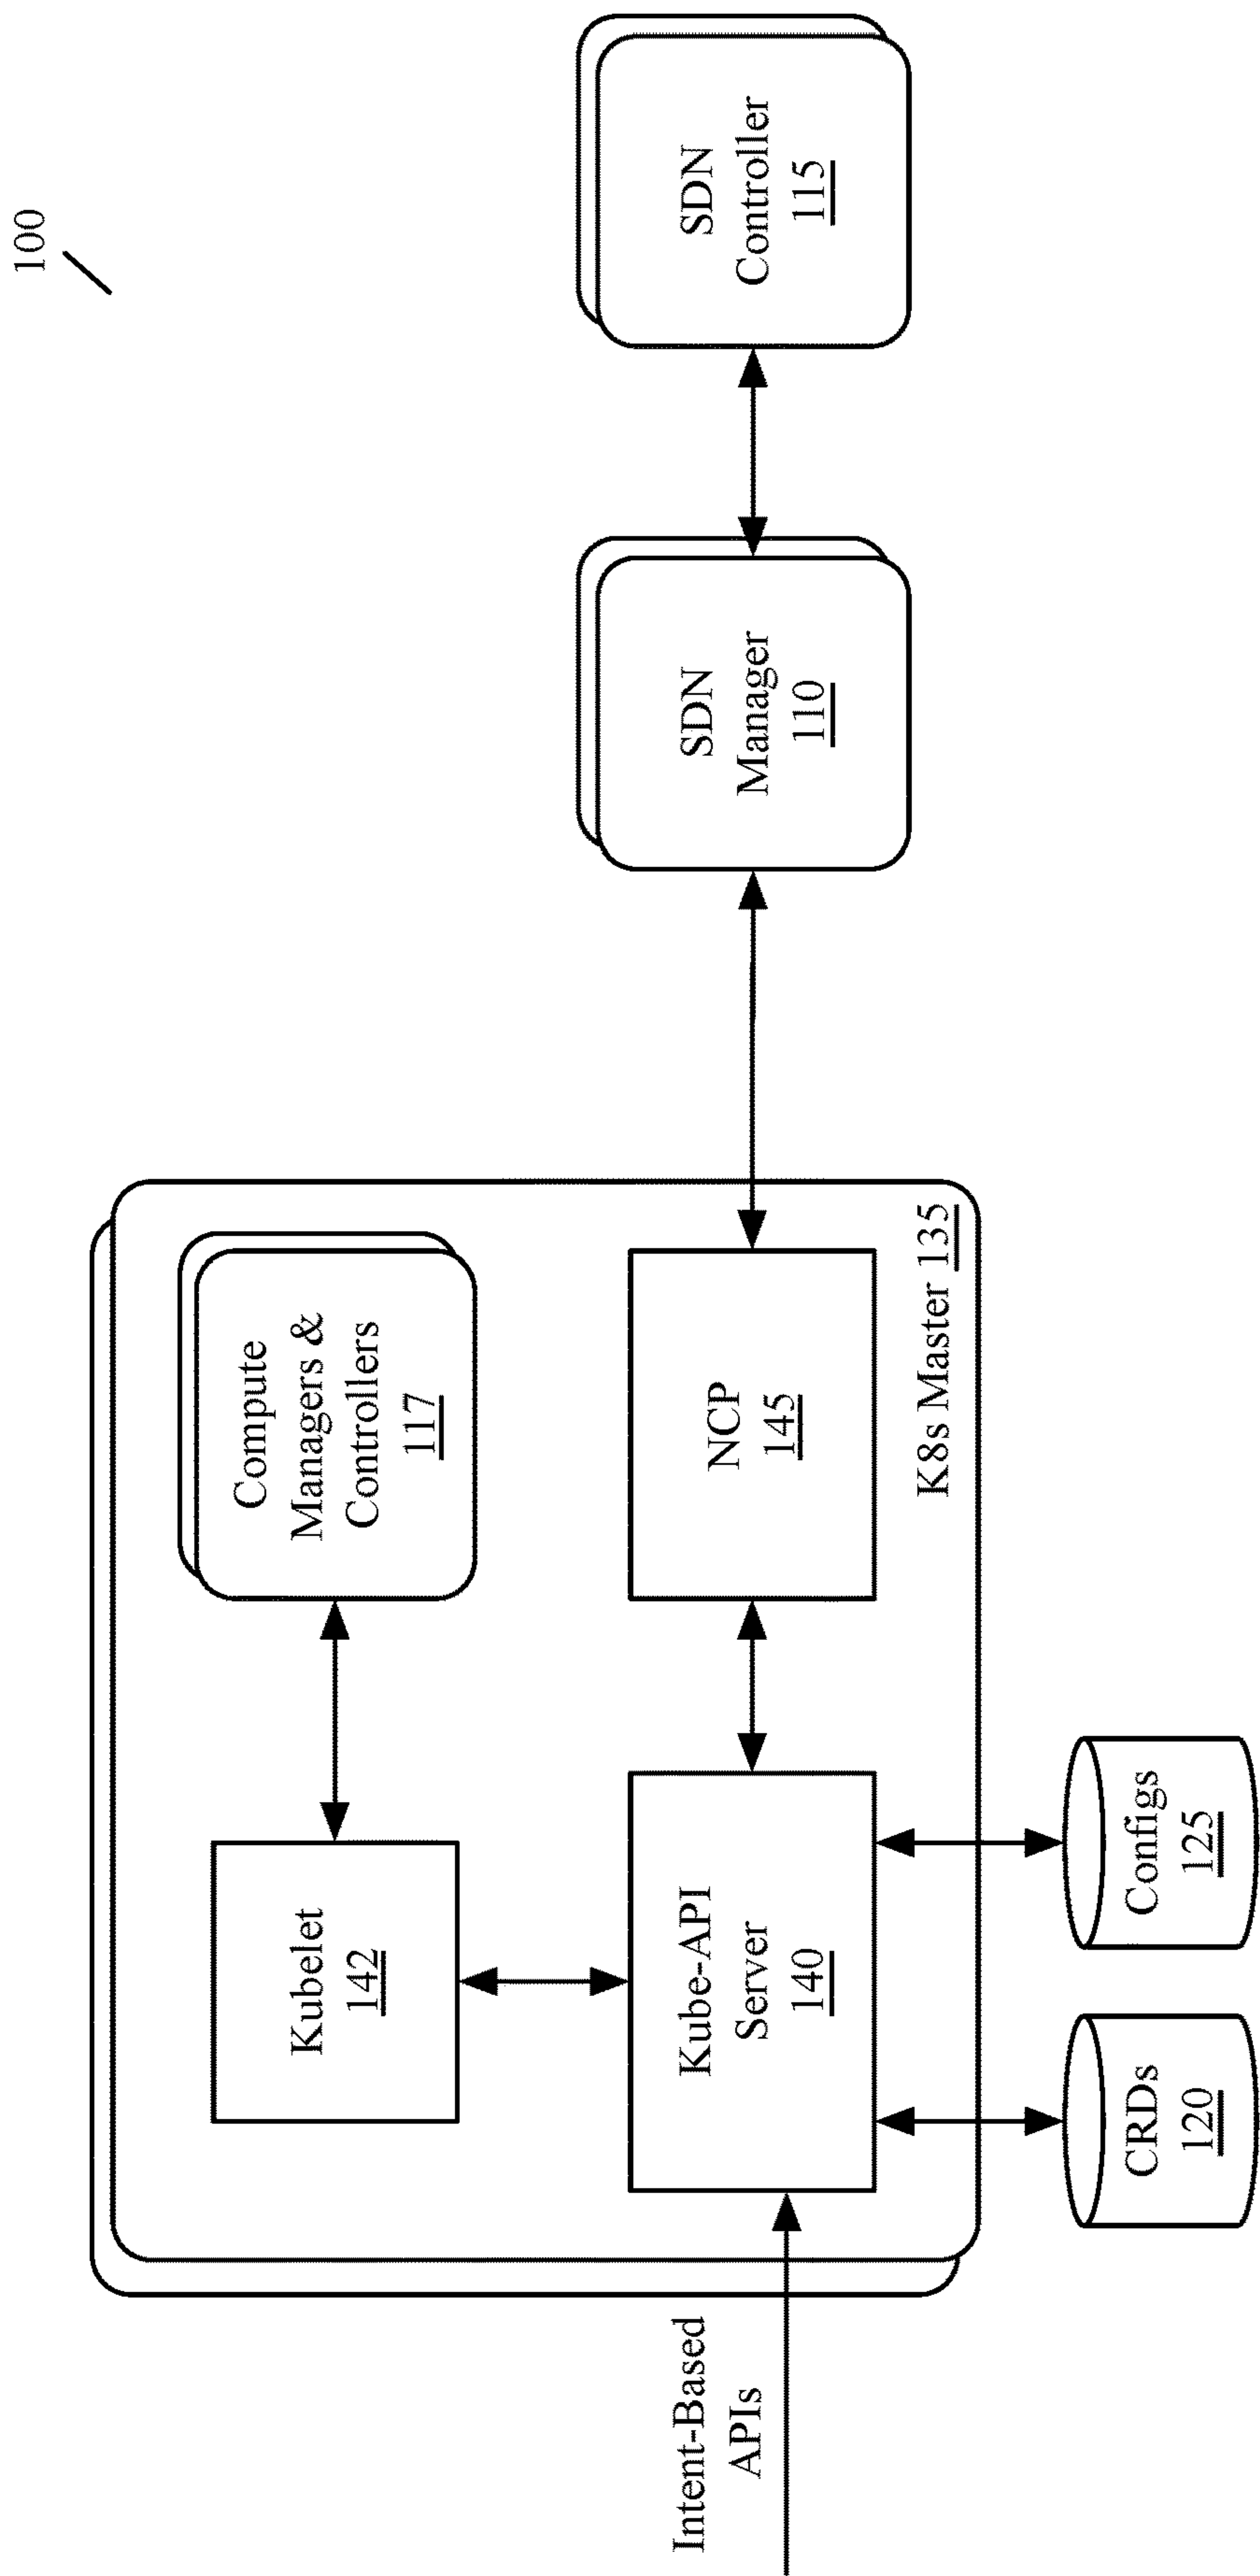 100
Kubelet
142
Compute
Managers &
Controllers
117
Intent-Based
APIs
Kube-API
Server
140
NCP
145
SDN
Manager
110
SDN
Controller
115
K8s Master 135
CRDs
120
Configs
125